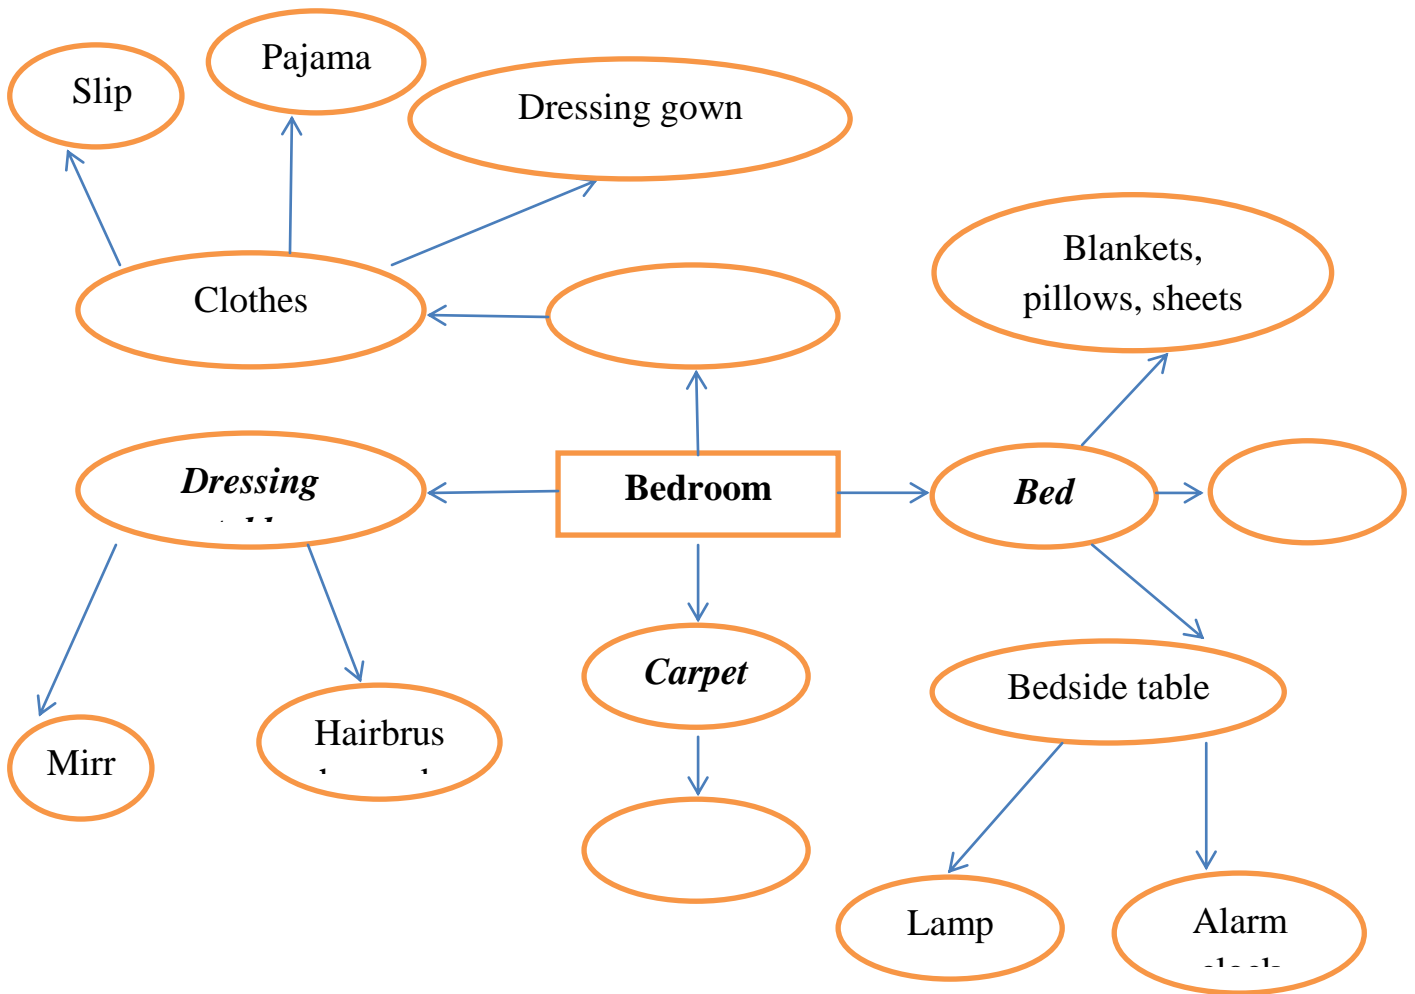 Pajama
Slip
Dressing gown
Blankets,
pillows, sheets
Clothes
Dressing
Bedroom
Bed
Carpet
Bedside table
Hairbrus
Mirr
Lamp
Alarm